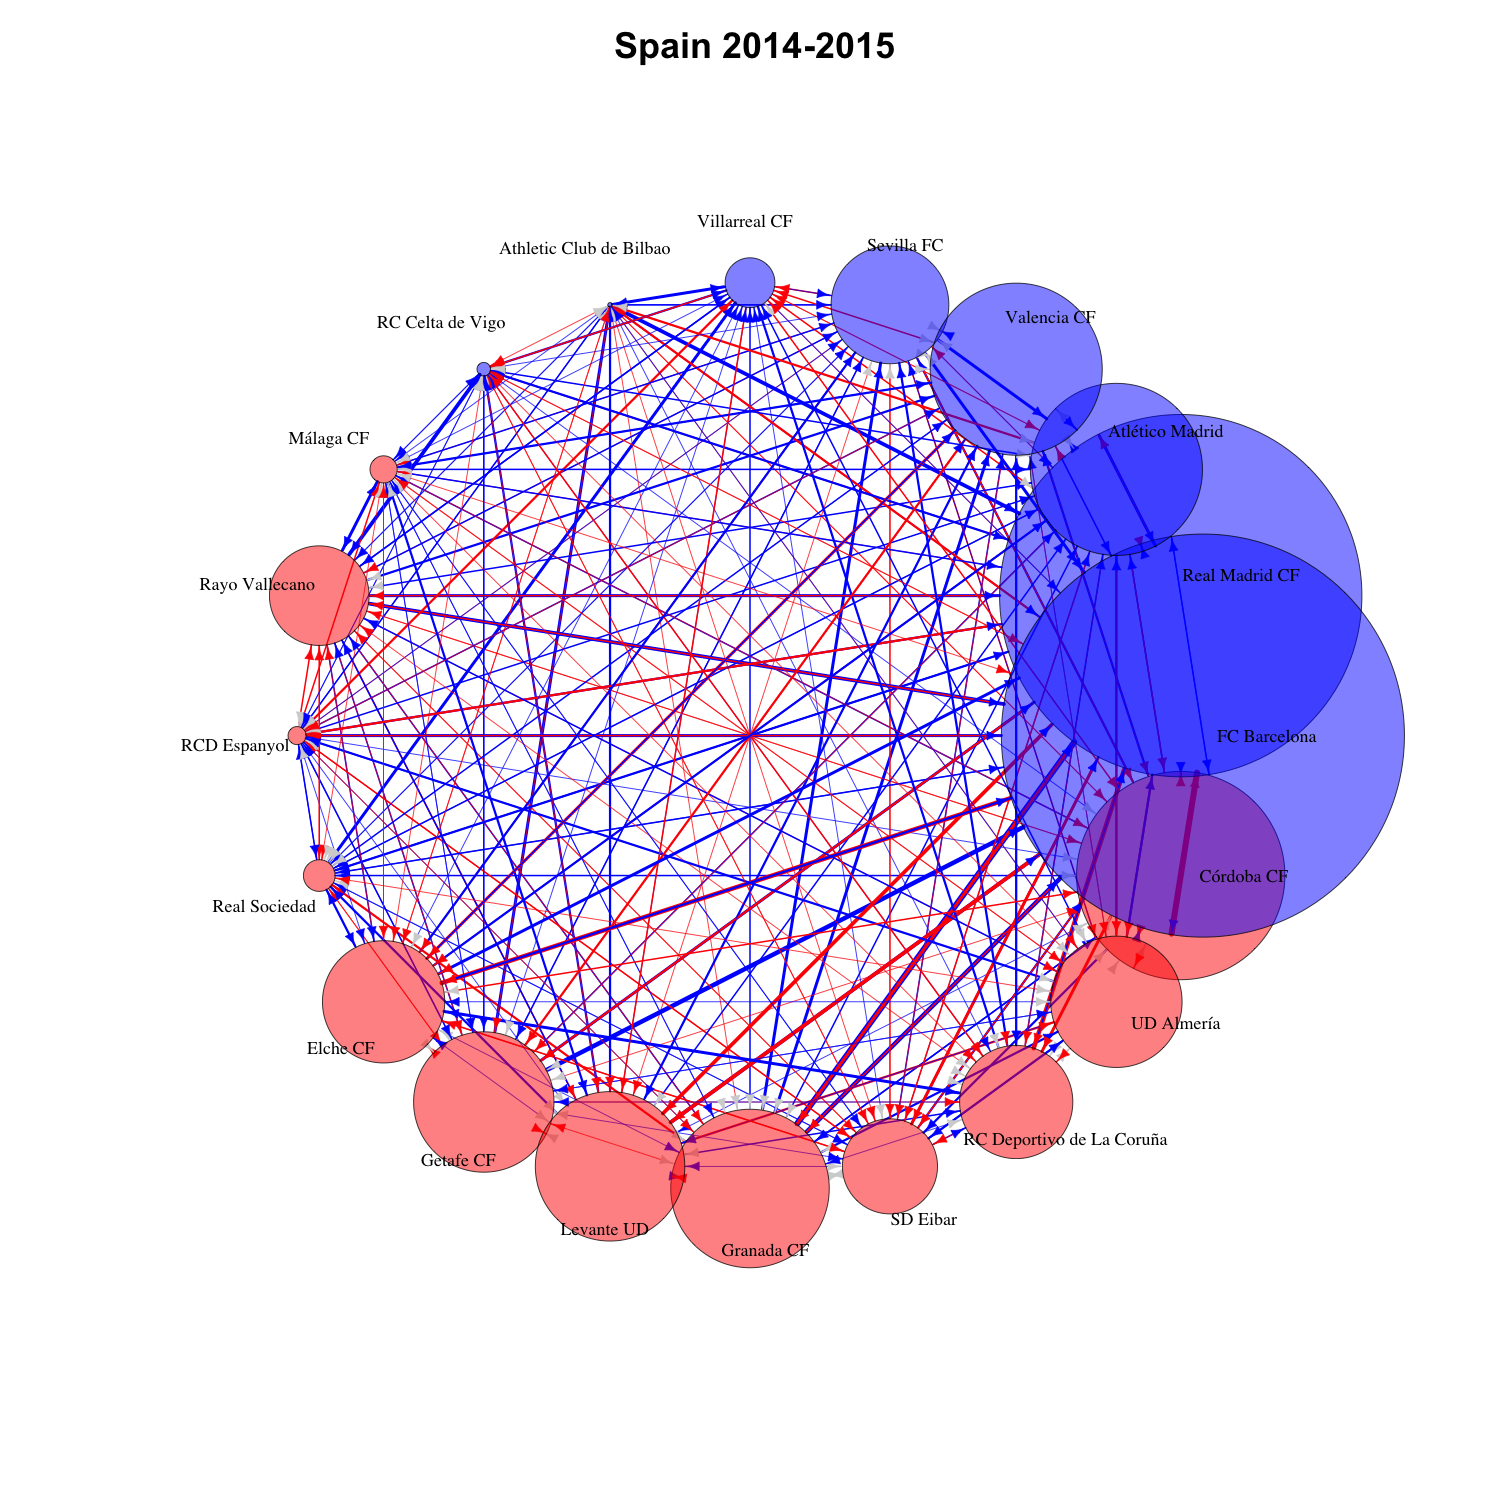 Spain 2014-2015
Villarreal CF
Athletic Club de Bilbao
Sevilla FC
RC Celta de Vigo
Valencia CF
Málaga CF
Atlético Madrid
Rayo Vallecano
Real Madrid CF
RCD Espanyol
FC Barcelona
Real Sociedad
Córdoba CF
Elche CF
UD Almería
Getafe CF
RC Deportivo de La Coruña
Levante UD
SD Eibar
Granada CF